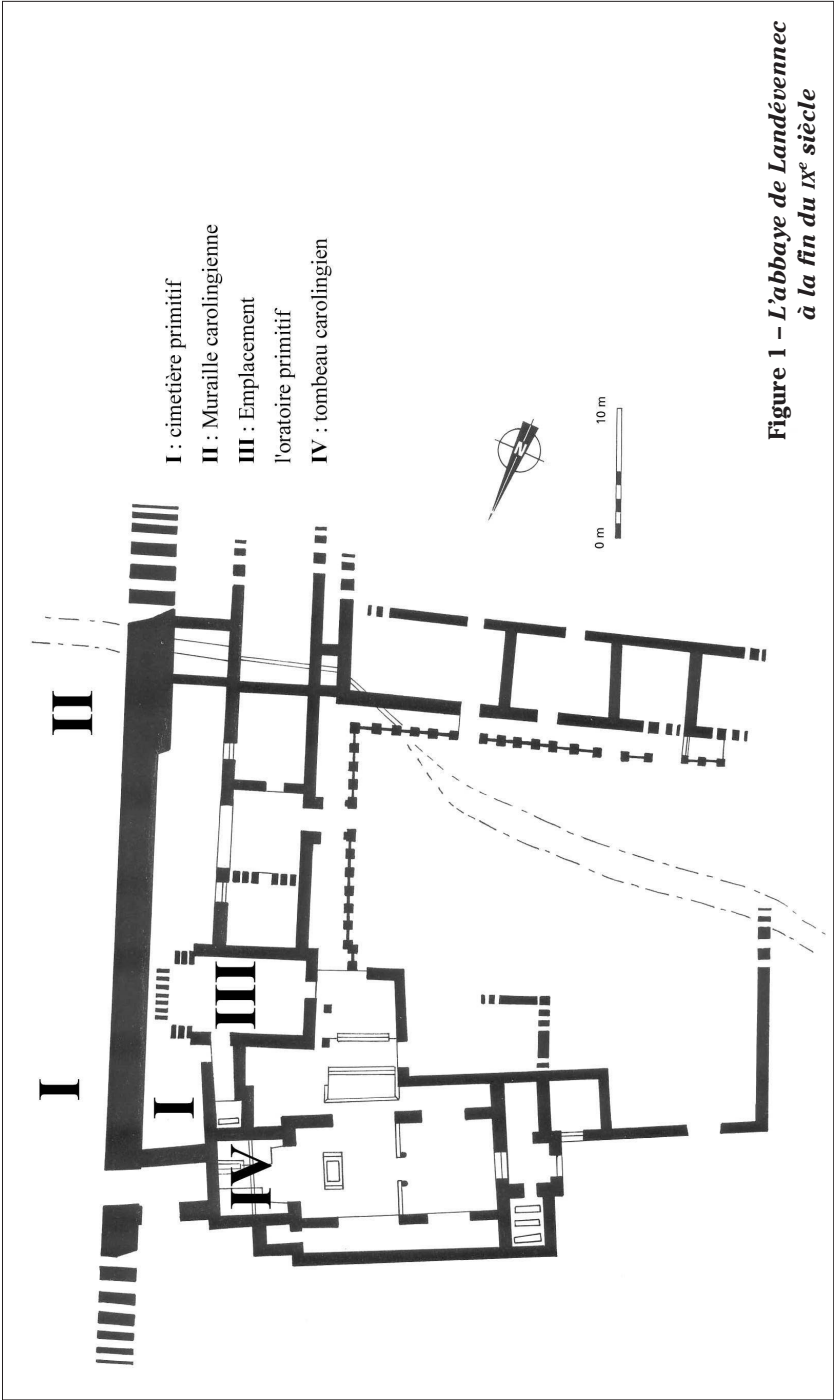 II
I
I
III
IV
I : cimetière primitif
II : Muraille carolingienne
III : Emplacement
l'oratoire primitif
IV : tombeau carolingien
N
0 m
10 m
Figure 1 – L'abbaye de Landévennec
à la fin du IXe siècle